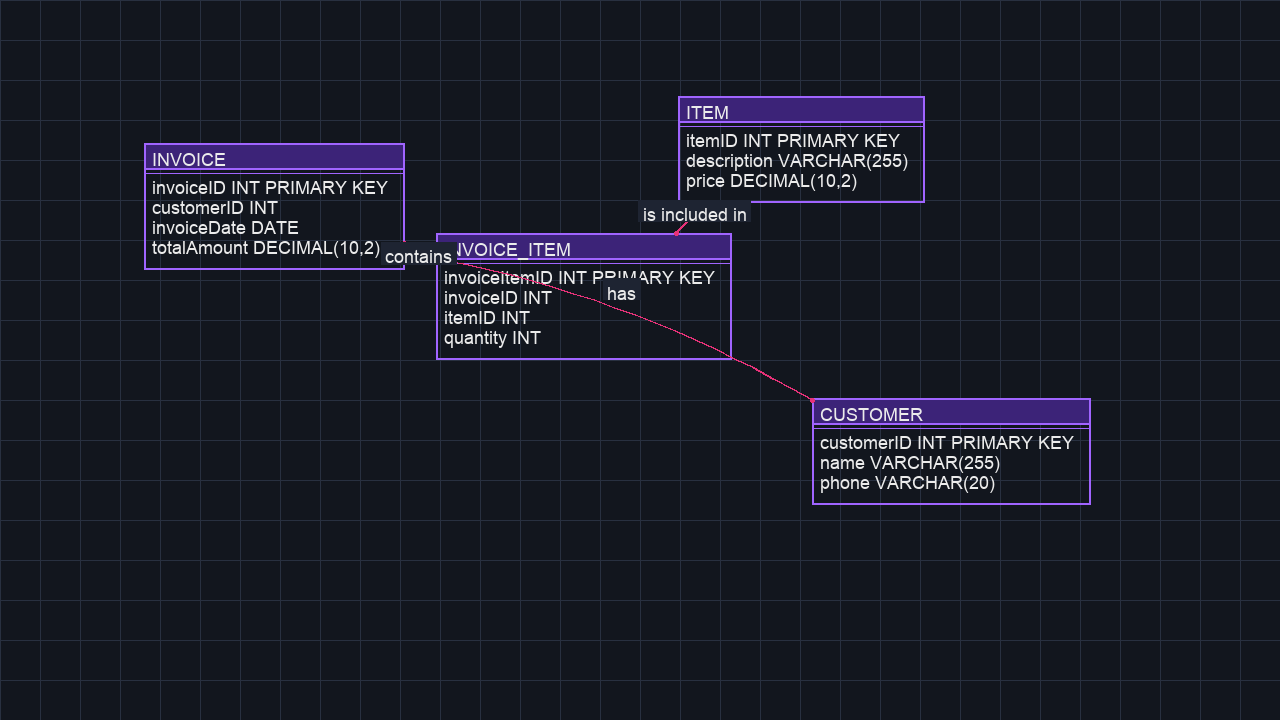 INVOICE
invoiceID INT PRIMARY KEY
customerID INT
invoiceDate DATE
totalAmount DECIMAL(10,2)
contains
ITEM
itemID INT PRIMARY KEY
description VARCHAR(255)
price DECIMAL(10,2)
is included in
NVOICE_ITEM
invoiceItemID INT PRIMARY KEY
has
invoiceID INT
itemID INT
quantity INT
CUSTOMER
customerID INT PRIMARY KEY
name VARCHAR(255)
phone VARCHAR(20)